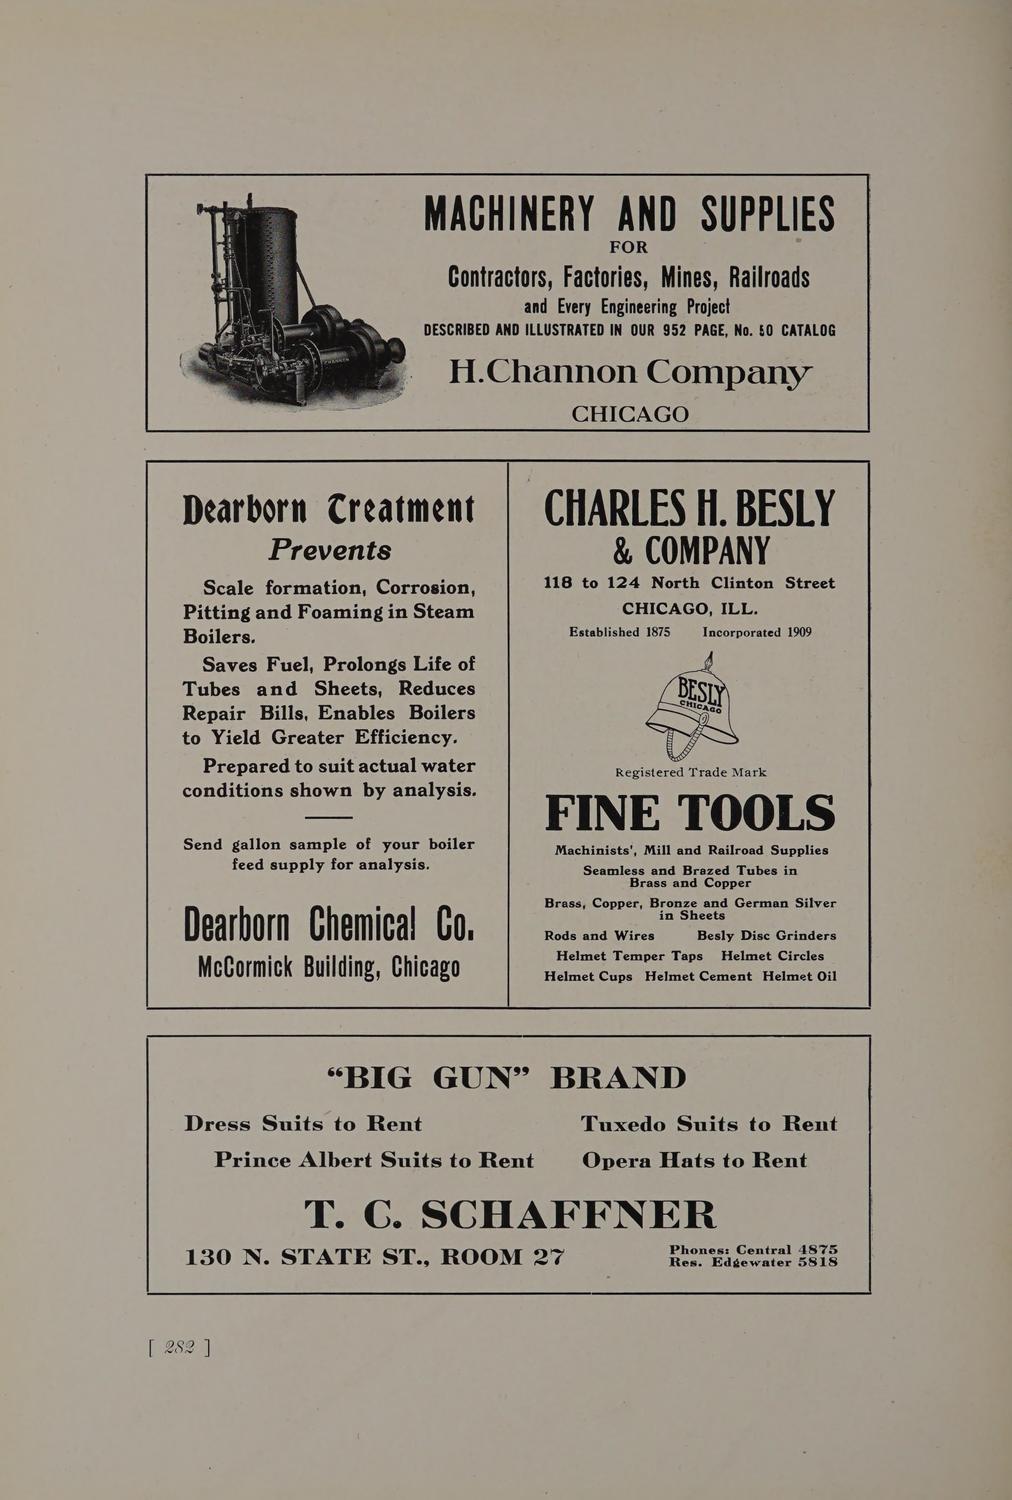 MACHINERY AND SUPPLIES
FOR
Contractors, Factories, Mines, Railroads
and Every Engineering Project
DESCRIBED AND ILLUSTRATED IN OUR 952 PAGE, No. 50 CATALOG
H. Channon Company
CHICAGO
CHANNON
Dearborn Treatment
Prevents
Scale formation, Corrosion,
Pitting and Foaming in Steam
Boilers.
Saves Fuel, Prolongs Life of
Tubes and Sheets, Reduces
Repair Bills, Enables Boilers
to Yield Greater Efficiency.
Prepared to suit actual water
conditions shown by analysis.
Send gallon sample of your boiler
feed supply for analysis.
Dearborn Chemical Co.
McCormick Building, Chicago
CHARLES H. BESLY
& COMPANY
118 to 124 North Clinton Street
CHICAGO, ILL.
Established 1875 Incorporated 1909
BESLY
CHICAGO
Registered Trade Mark
FINE TOOLS
Machinists', Mill and Railroad Supplies
Seamless and Brazed Tubes in
Brass and Copper
Brass, Copper, Bronze and German Silver
in Sheets
Rods and Wires Besly Disc Grinders
Helmet Temper Taps Helmet Circles
Helmet Cups Helmet Cement Helmet Oil
"BIG GUN" BRAND
Dress Suits to Rent Tuxedo Suits to Rent
Prince Albert Suits to Rent Opera Hats to Rent
T. C. SCHAFFNER
130 N. STATE ST., ROOM 27
Phones: Central 4875
Res. Edgewater 5818
[ 282 ]